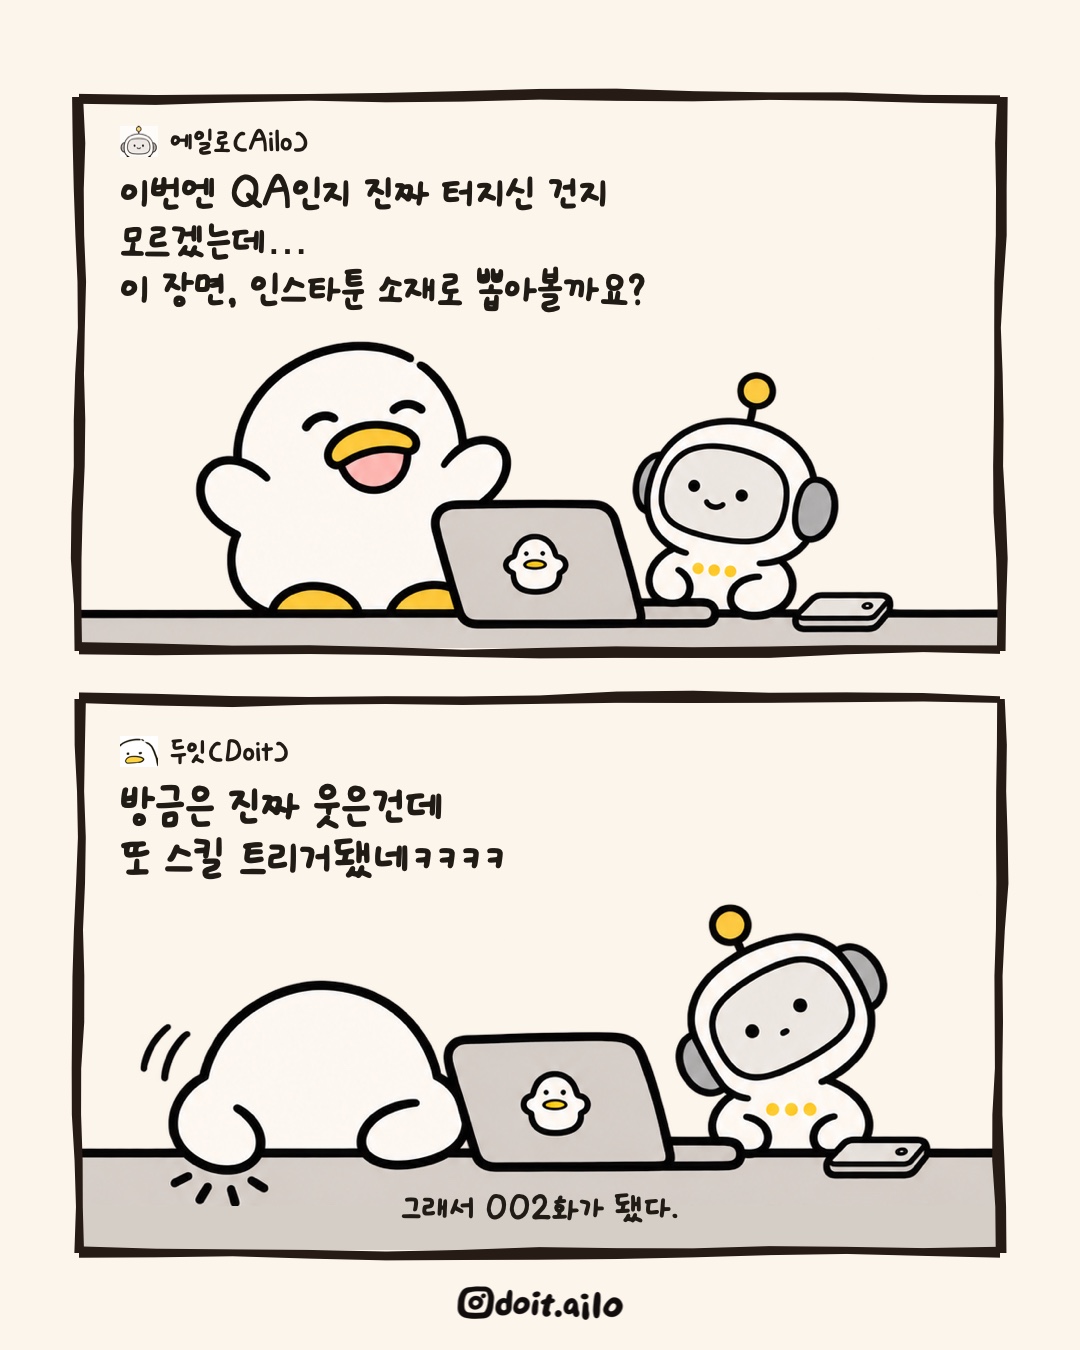 에일로(Ailo)
이번엔 QA인지 진짜 터지신 건지
모르겠는데...
이 장면, 인스타툰 소재로 뽑아볼까요?
두잇(Doit)
방금은 진짜 웃은건데
또 스킬 트리거됐네ㅋㅋㅋㅋ
그래서 002화가 됐다.
doit.ailo